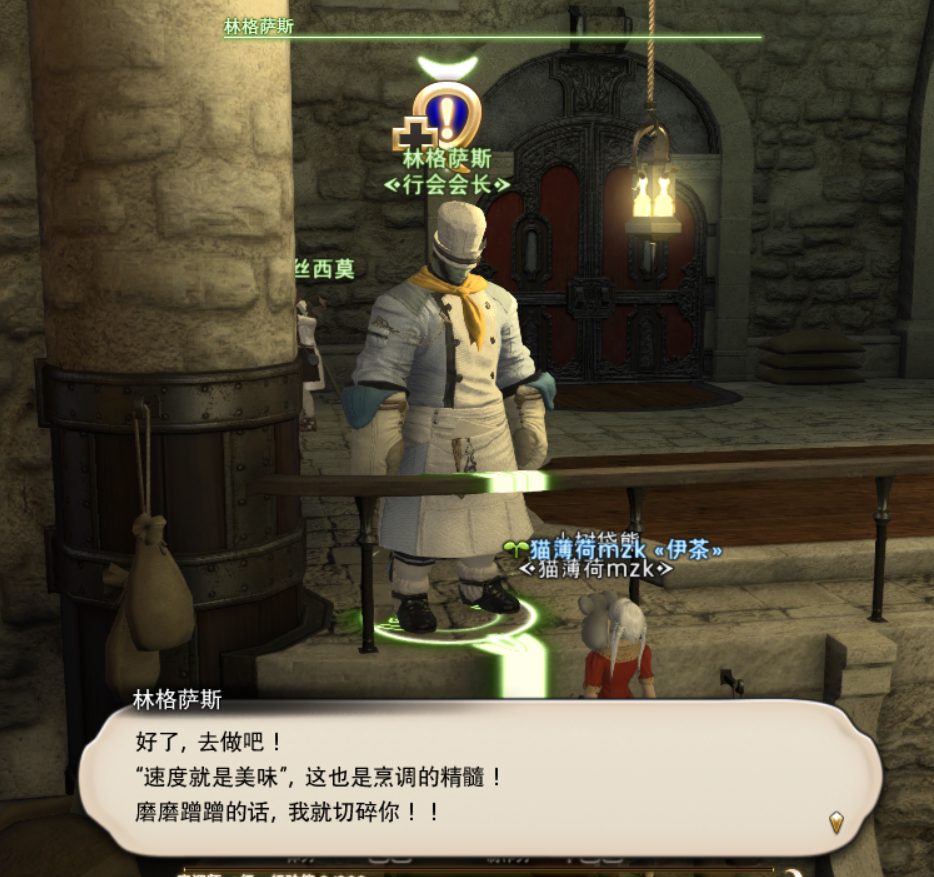 林格萨斯
林格萨斯
«行会会长»
丝西莫
猫薄荷mzk «伊茶»
«猫薄荷mzk»
林格萨斯
好了，去做吧！
“速度就是美味”，这也是烹调的精髓！
磨磨蹭蹭的话，我就切碎你！！